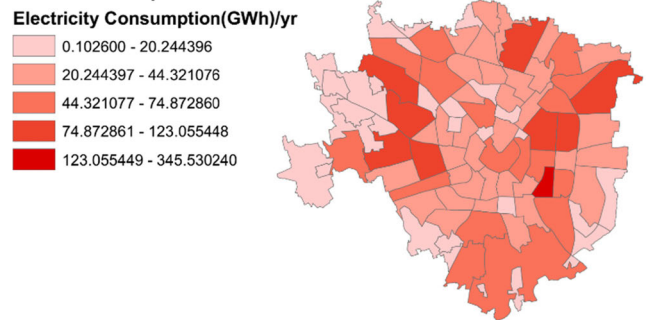 Electricity Consumption(GWh)/yr
0.102600 - 20.244396
20.244397 - 44.321076
44.321077 - 74.872860
74.872861 - 123.055448
123.055449 - 345.530240